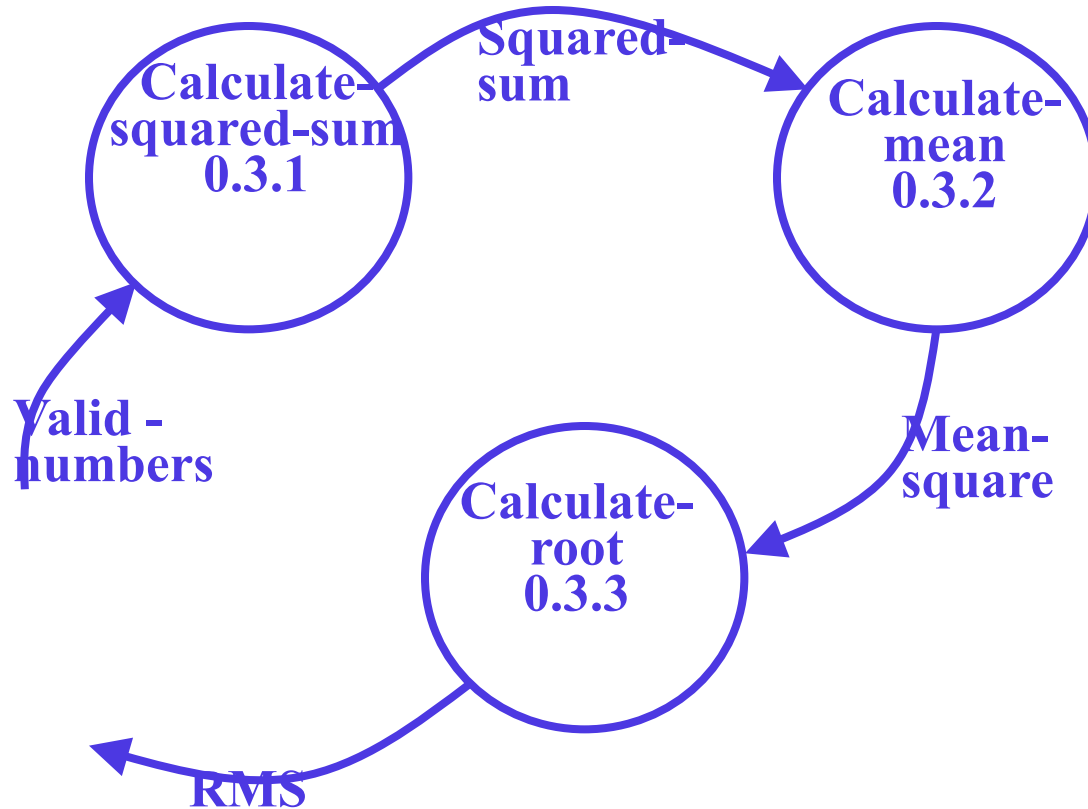 Calculate-
squared-sum
0.3.1
Squared-
sum
Calculate-
mean
0.3.2
Valid -
numbers
Mean-
square
Calculate-
root
0.3.3
RMS